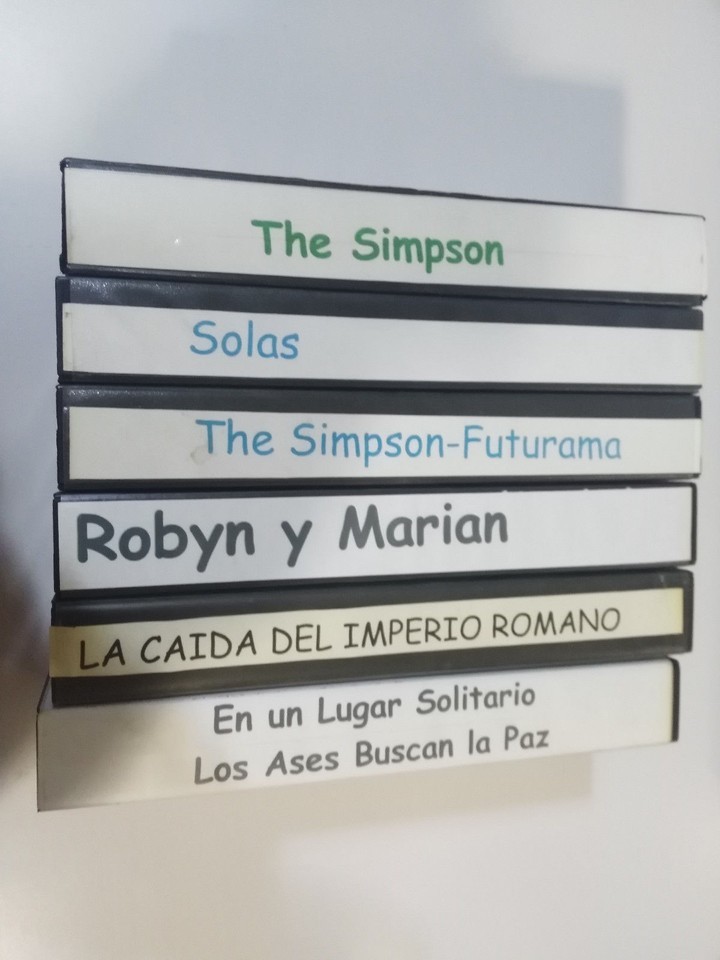 The Simpson
Solas
The Simpson-Futurama
Robyn y Marian
LA CAIDA DEL IMPERIO ROMANO
En un Lugar Solitario
Los Ases Buscan la Paz